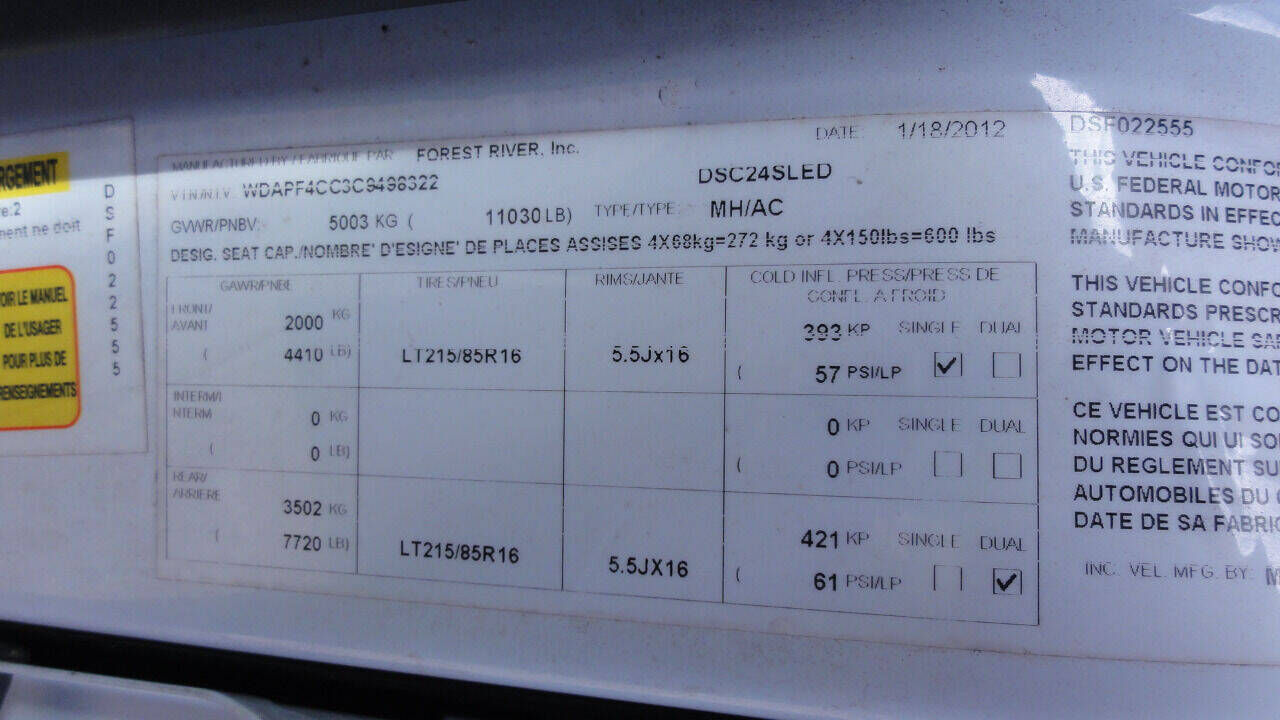 RGEMENT
re:2
ment ne doit
OIR LE MANUEL
DE L'USAGER
POUR PLUS DE
RENSEIGNEMENTS
D
S
F
0
2
2
5
5
5
MANUFACTURED BY / FABRIQUE PAR FOREST RIVER, Inc. DATE: 1/18/2012
V.I.N./N.I.V.: WDAPF4CC3C9498322 DSC24SLED
GVWR/PNBV: 5003 KG ( 11030 LB) TYPE/TYPE: MH/AC
DESIG. SEAT CAP./NOMBRE' D'ESIGNE' DE PLACES ASSISES 4X68kg=272 kg or 4X150lbs=600 lbs
GAWR/PNBE TIRES/PNEU RIMS/JANTE COLD INFL. PRESS/PRESS DE
CONFL. A FROID
FRONT/
AVANT 2000 KG 393 KP SINGLE DUAL
( 4410 LB) LT215/85R16 5.5Jx16 ( 57 PSI/LP ✓
INTERM/I
NTERM 0 KG 0 KP SINGLE DUAL
( 0 LB) ( 0 PSI/LP
REAR/
ARRIERE 3502 KG 421 KP SINGLE DUAL
( 7720 LB) LT215/85R16 5.5JX16 ( 61 PSI/LP ✓
DSF022555
THIS VEHICLE CONFO
U.S. FEDERAL MOTOR
STANDARDS IN EFFEC
MANUFACTURE SHOW
THIS VEHICLE CONFO
STANDARDS PRESCR
MOTOR VEHICLE SA
EFFECT ON THE DAT
CE VEHICLE EST CO
NORMIES QUI UI SO
DU REGLEMENT SU
AUTOMOBILES DU
DATE DE SA FABRI
INC. VEL. MFG. BY: M